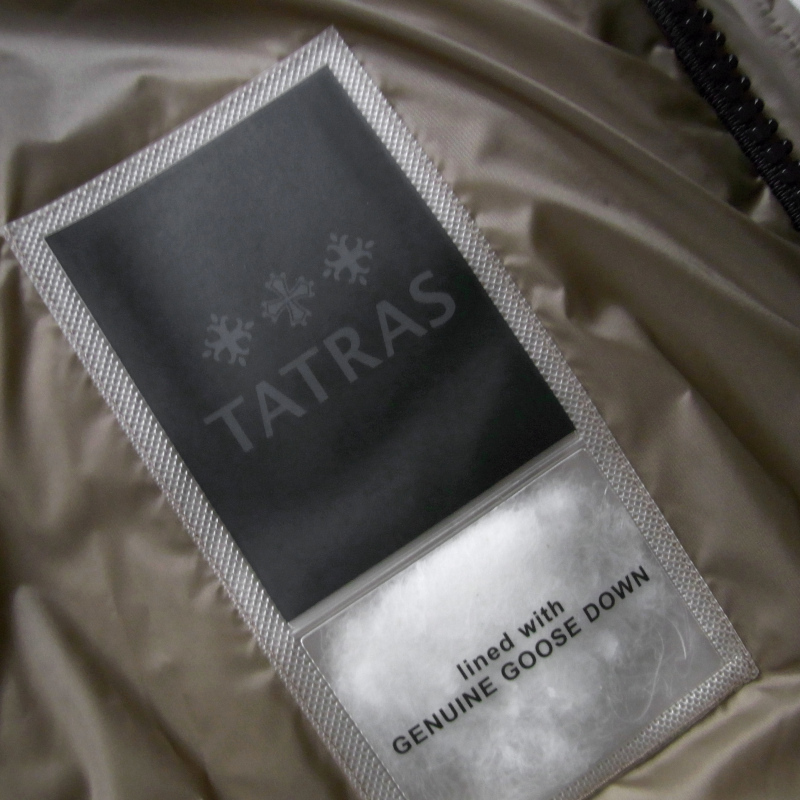 TATRAS
lined with
GENUINE GOOSE DOWN